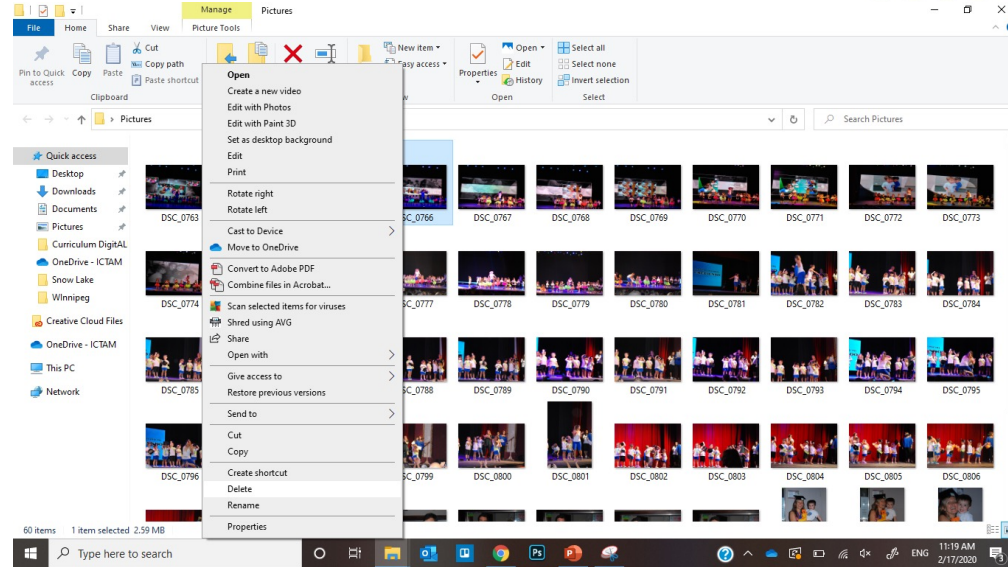 Manage
Pictures
File
Home
Share
View
Picture Tools
Pin to Quick access
Copy
Paste
Cut
Copy path
Paste shortcut
Clipboard
New item
Easy access
Properties
Open
Edit
History
Open
Select all
Select none
Invert selection
Select
Pictures
Search Pictures
Quick access
Desktop
Downloads
Documents
Pictures
Curriculum DigitAL
OneDrive - ICTAM
Snow Lake
WInnipeg
Creative Cloud Files
OneDrive - ICTAM
This PC
Network
Open
Create a new video
Edit with Photos
Edit with Paint 3D
Set as desktop background
Edit
Print
Rotate right
Rotate left
Cast to Device
Move to OneDrive
Convert to Adobe PDF
Combine files in Acrobat...
Scan selected items for viruses
Shred using AVG
Share
Open with
Give access to
Restore previous versions
Send to
Cut
Copy
Create shortcut
Delete
Rename
Properties
DSC_0763
DSC_0766
DSC_0767
DSC_0768
DSC_0769
DSC_0770
DSC_0771
DSC_0772
DSC_0773
DSC_0774
DSC_0777
DSC_0778
DSC_0779
DSC_0780
DSC_0781
DSC_0782
DSC_0783
DSC_0784
DSC_0785
DSC_0788
DSC_0789
DSC_0790
DSC_0791
DSC_0792
DSC_0793
DSC_0794
DSC_0795
DSC_0796
DSC_0799
DSC_0800
DSC_0801
DSC_0802
DSC_0803
DSC_0804
DSC_0805
DSC_0806
60 items 1 item selected 2.59 MB
Type here to search
Ps
ENG
11:19 AM
2/17/2020
3